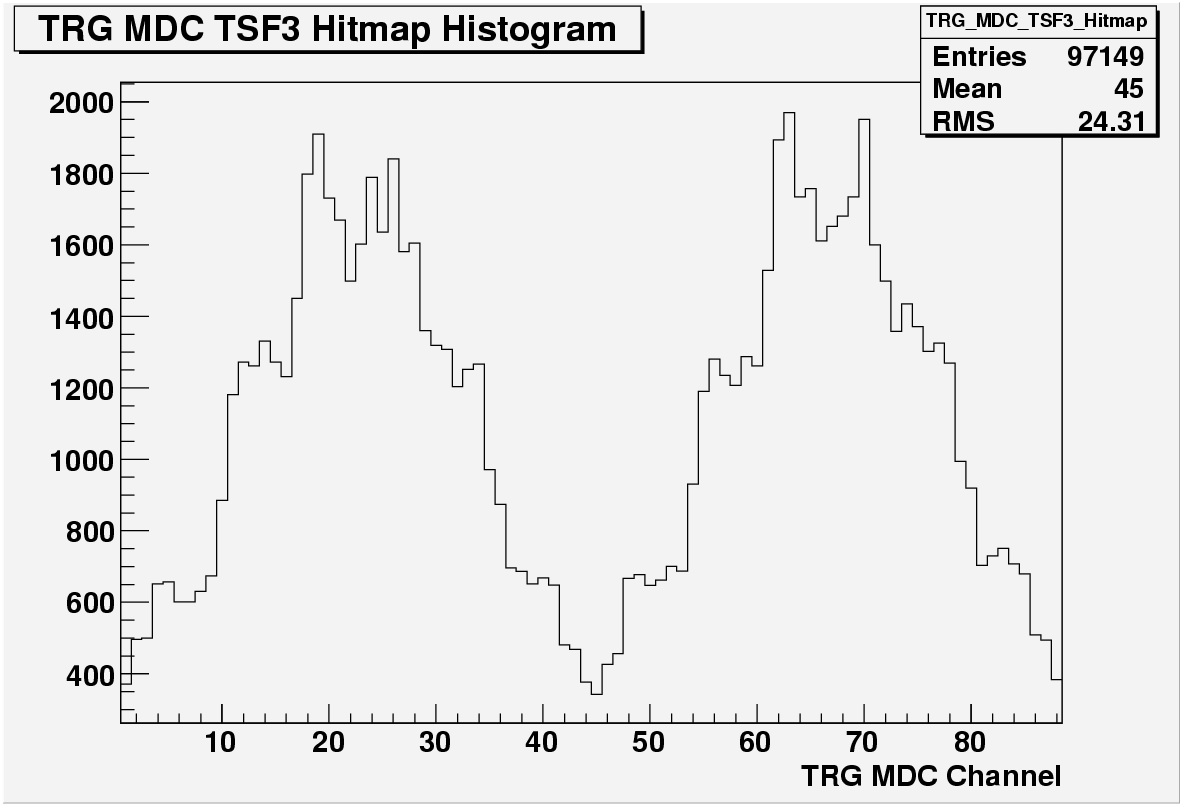 TRG MDC TSF3 Hitmap Histogram
TRG_MDC_TSF3_Hitmap
Entries 97149
Mean 45
RMS 24.31
2000
1800
1600
1400
1200
1000
800
600
400
10 20 30 40 50 60 70 80
TRG MDC Channel